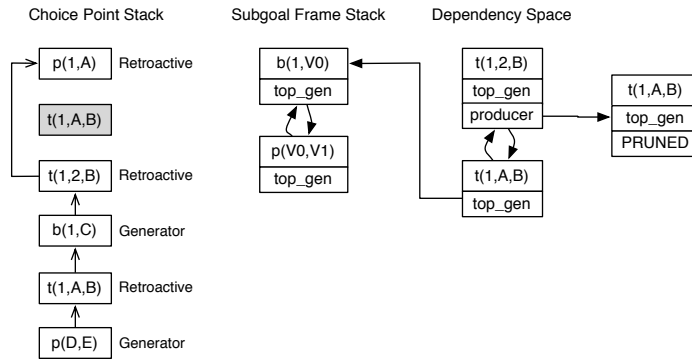 Choice Point Stack
p(1,A) Retroactive
t(1,A,B)
t(1,2,B) Retroactive
b(1,C) Generator
t(1,A,B) Retroactive
p(D,E) Generator
Subgoal Frame Stack
b(1,V0)
top_gen
p(V0,V1)
top_gen
Dependency Space
t(1,2,B)
top_gen
producer
t(1,A,B)
top_gen
t(1,A,B)
top_gen
PRUNED